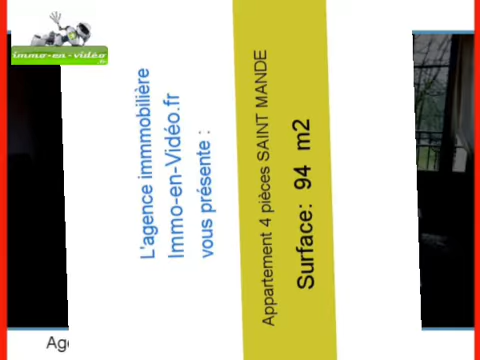 immo-en-vidéo
.fr
L'agence immmobilière
Immo-en-Vidéo.fr
vous présente :
Appartement 4 pièces SAINT MANDE
Surface: 94 m2